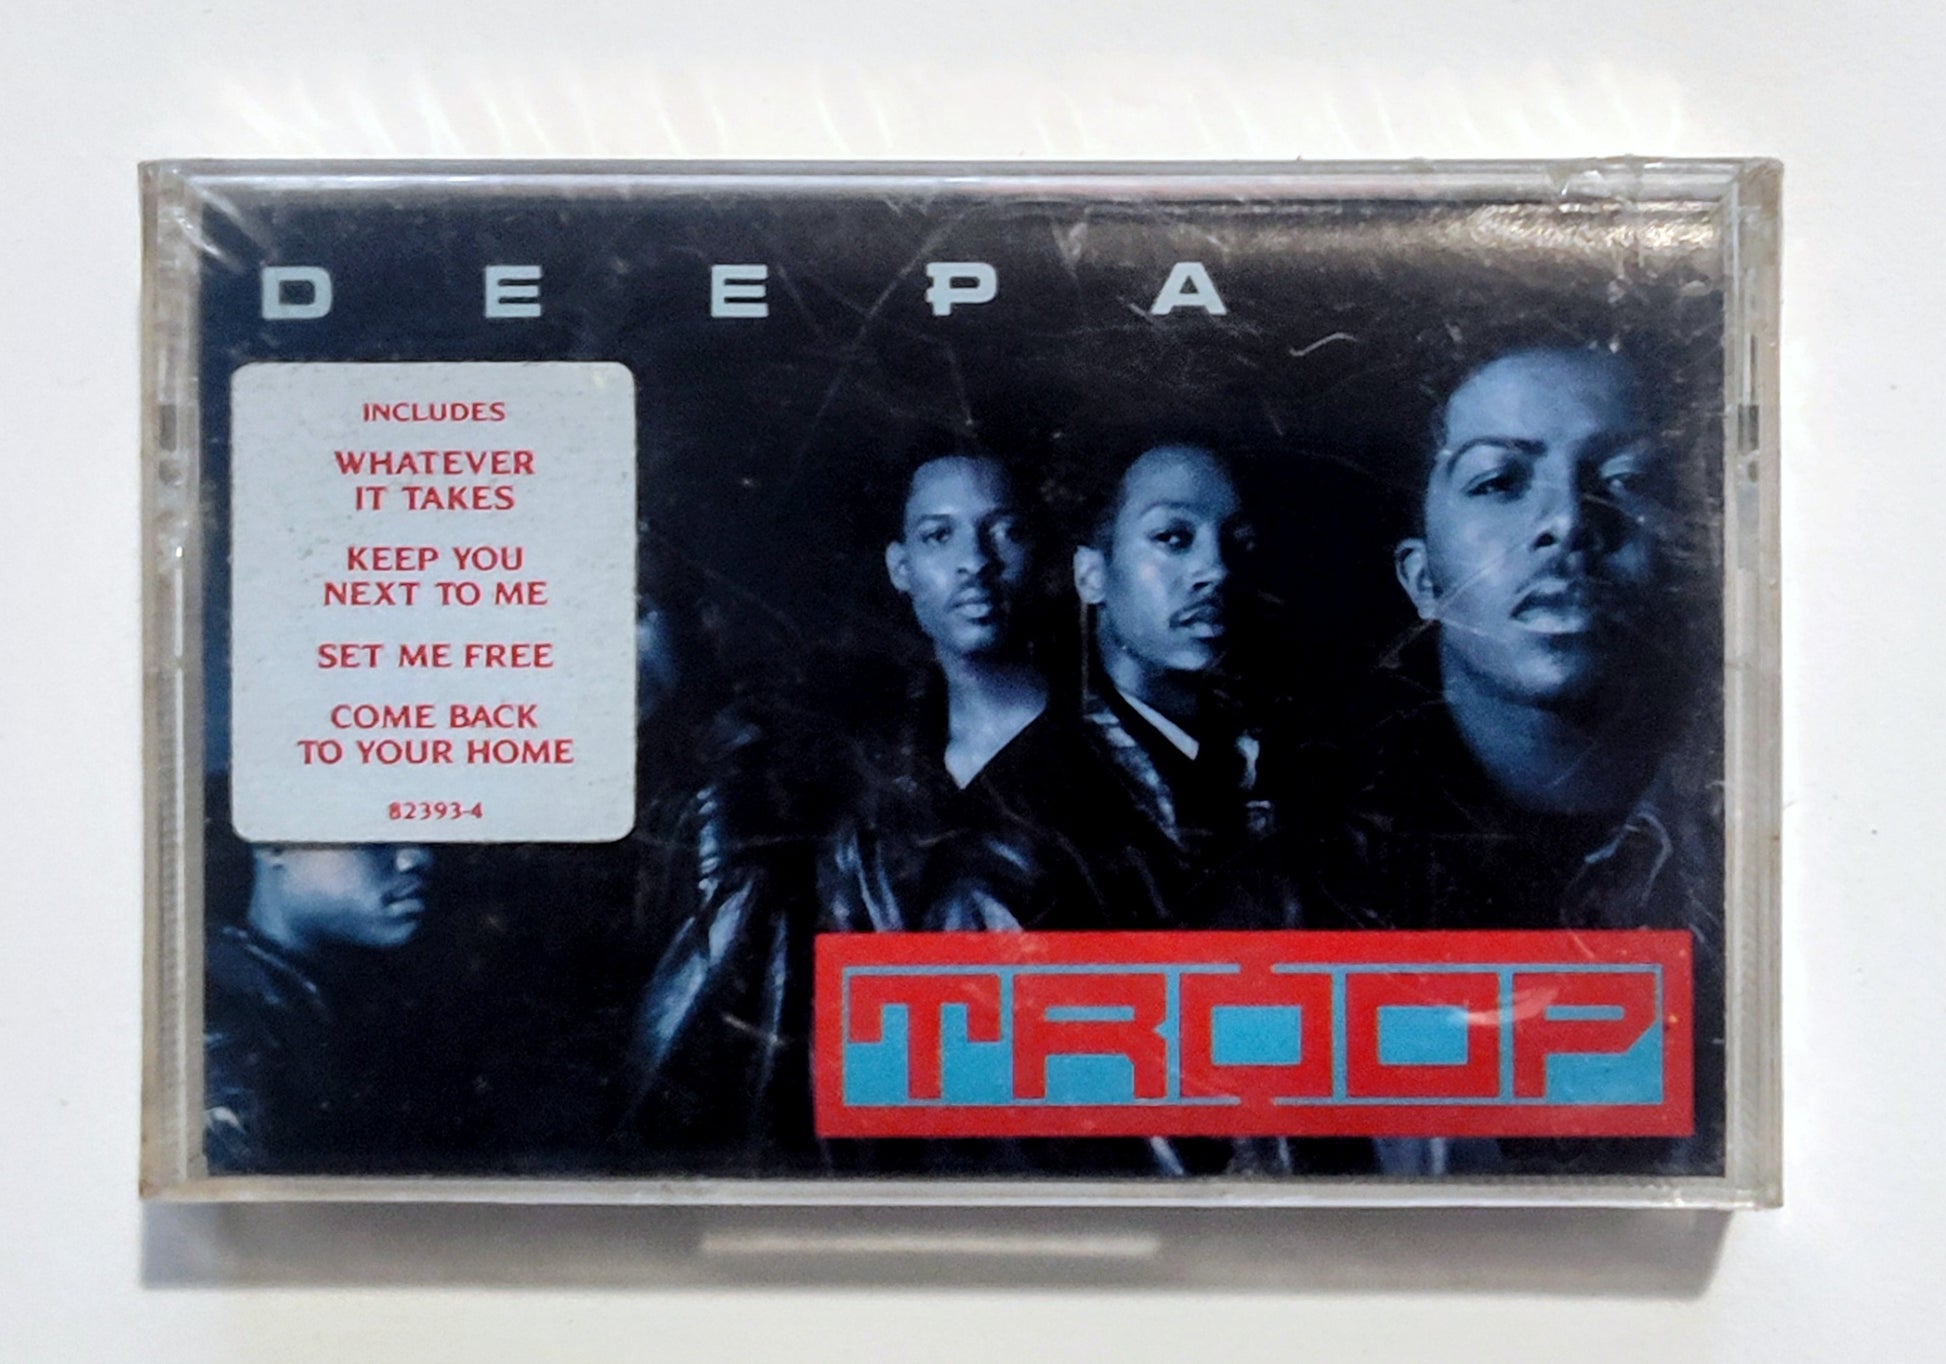 DEEPA
INCLUDES
WHATEVER
IT TAKES
KEEP YOU
NEXT TO ME
SET ME FREE
COME BACK
TO YOUR HOME
82393-4
TROOP